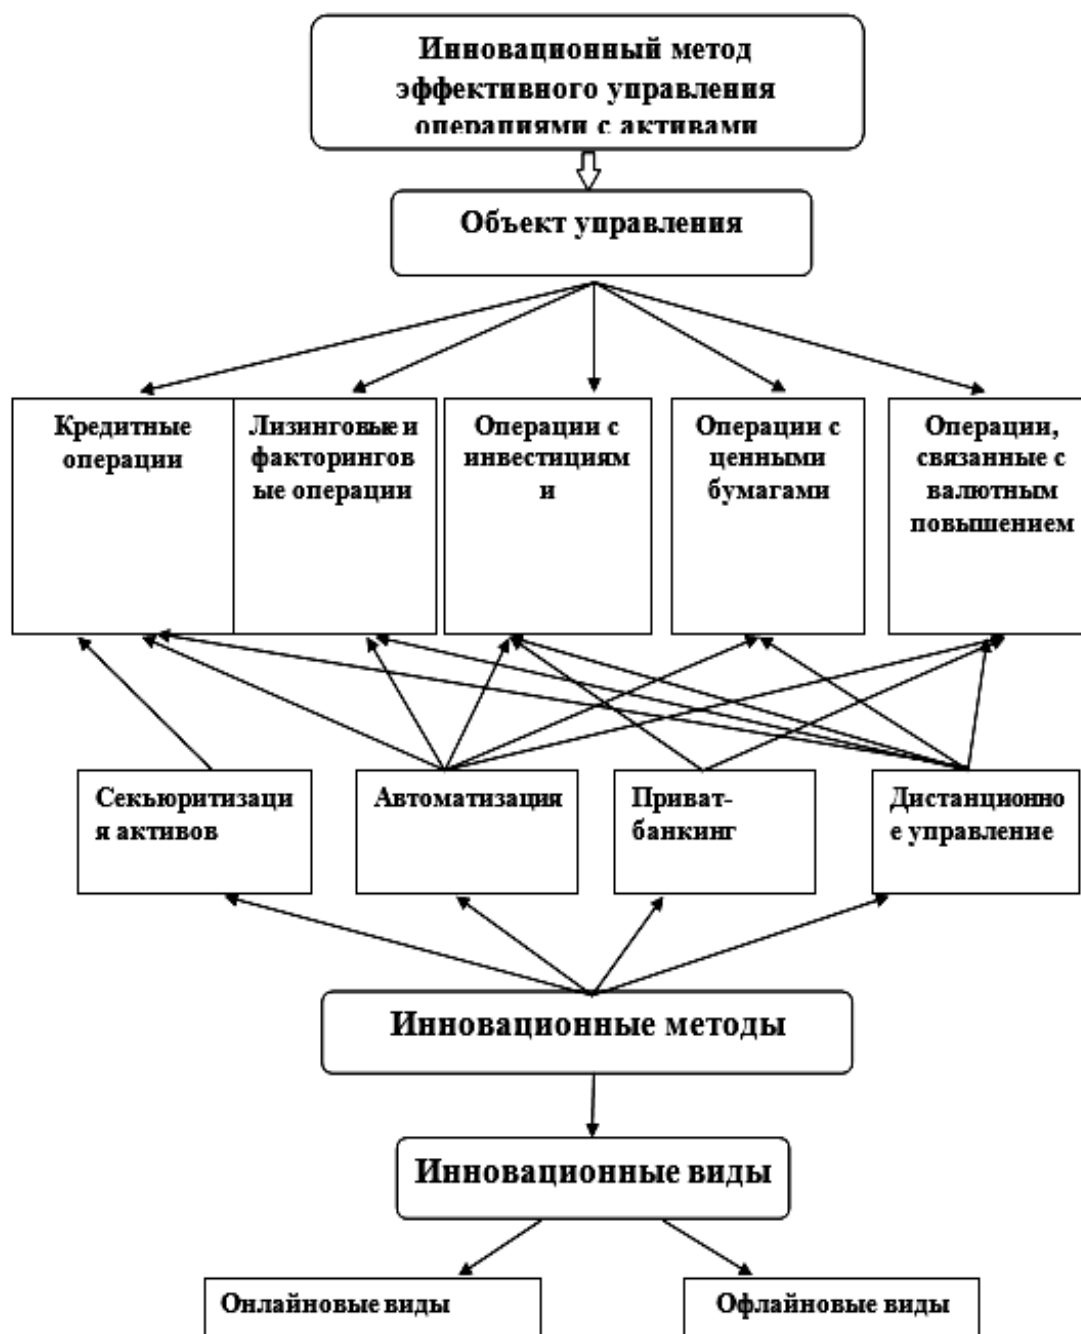 Инновационный метод
эффективного управления
операциями с активами
Объект управления
Кредитные
операции
Лизинговые и
факторингов
ые операции
Операции с
инвестициям
и
Операции с
ценными
бумагами
Операции,
связанные с
валютным
повышением
Секьюритизаци
я активов
Автоматизация
Приват-
банкинг
Дистанционно
е управление
Инновационные методы
Инновационные виды
Онлайновые виды
Офлайновые виды